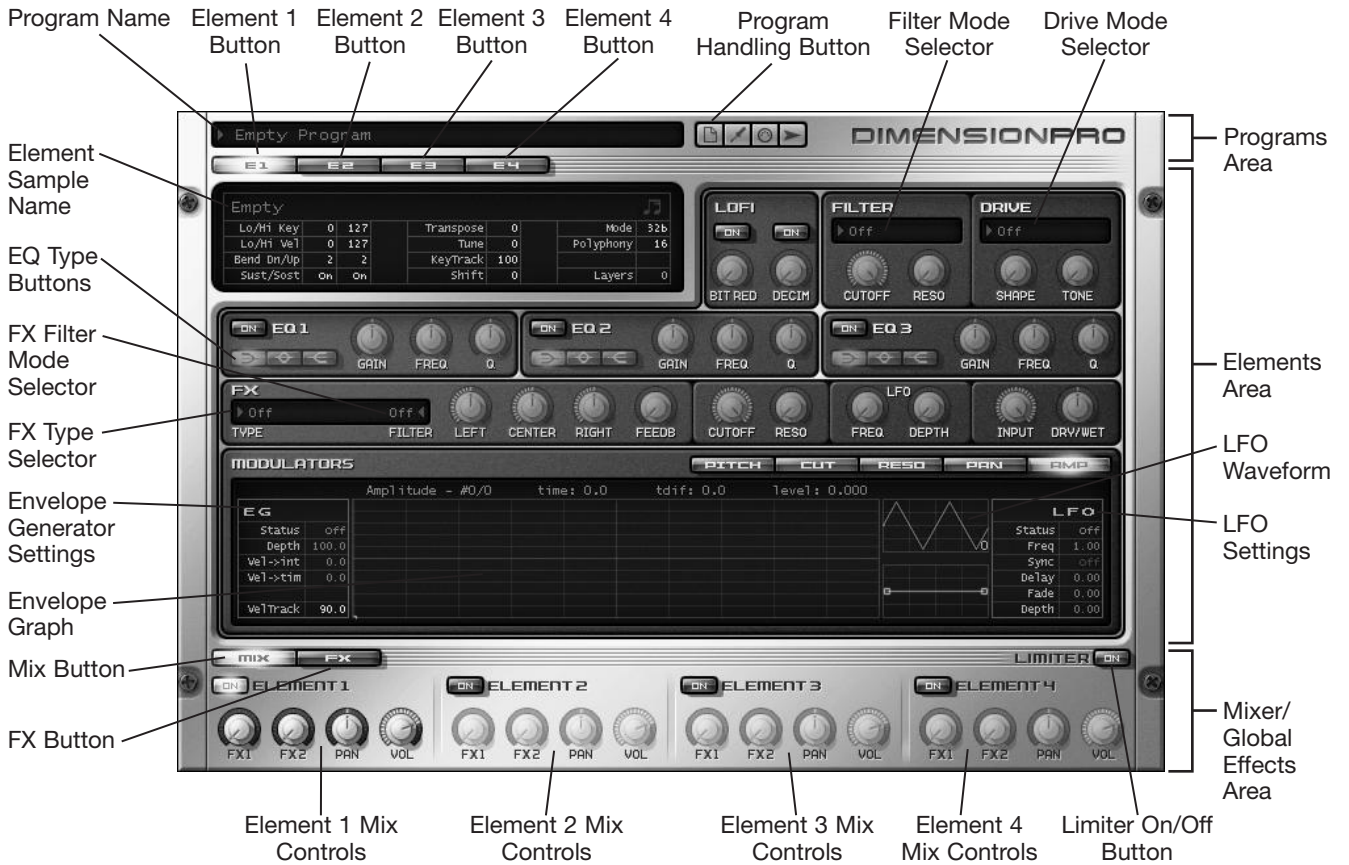 Program Name
Element 1 Button
Element 2 Button
Element 3 Button
Element 4 Button
Program Handling Button
Filter Mode Selector
Drive Mode Selector
Empty Program
DIMENSIONPRO
Programs Area
E1 E2 E3 E4
Element Sample Name
Empty
Lo/Hi Key 0 127 Transpose 0 Mode 32b
Lo/Hi Vel 0 127 Tune 0 Polyphony 16
Bend Dn/Up 2 2 KeyTrack 100
Sust/Sost On On Shift 0 Layers 0
LOFI
ON ON
BIT RED DECIM
FILTER
Off
CUTOFF RESO
DRIVE
Off
SHAPE TONE
EQ Type Buttons
ON EQ1
GAIN FREQ Q
ON EQ2
GAIN FREQ Q
ON EQ3
GAIN FREQ Q
FX Filter Mode Selector
Elements Area
FX
Off Off
TYPE FILTER LEFT CENTER RIGHT FEEDB CUTOFF RESO
LFO
FREQ DEPTH INPUT DRY/WET
FX Type Selector
MODULATORS PITCH CUT RESO PAN AMP
LFO Waveform
Amplitude - #0/0 time: 0.0 tdif: 0.0 level: 0.000
Envelope Generator Settings
EG
Status off
Depth 100.0
Vel->int 0.0
Vel->tim 0.0
VelTrack 90.0
LFO
Status off
Freq 1.00
Sync off
Delay 0.00
Fade 0.00
Depth 0.00
LFO Settings
Envelope Graph
Mix Button
MIX FX LIMITER ON
ON ELEMENT 1 ON ELEMENT 2 ON ELEMENT 3 ON ELEMENT 4
FX1 FX2 PAN VOL FX1 FX2 PAN VOL FX1 FX2 PAN VOL FX1 FX2 PAN VOL
FX Button
Mixer/ Global Effects Area
Element 1 Mix Controls
Element 2 Mix Controls
Element 3 Mix Controls
Element 4 Mix Controls
Limiter On/Off Button